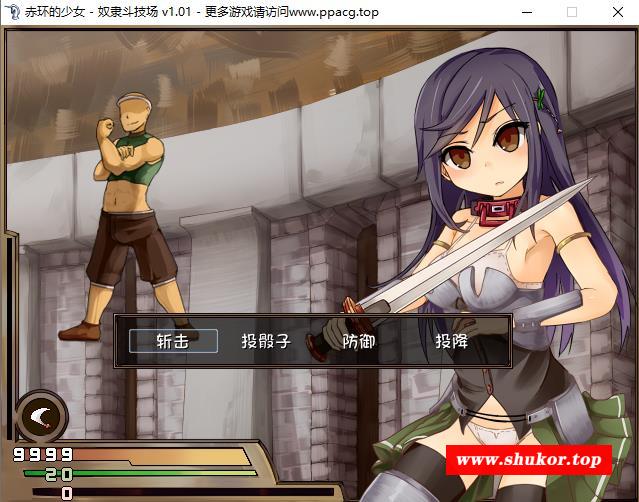 赤环的少女 - 奴隶斗技场 v1.01 - 更多游戏请访问www.ppacg.top
斩击 投骰子 防御 投降
9999
20
0
www.shukor.top